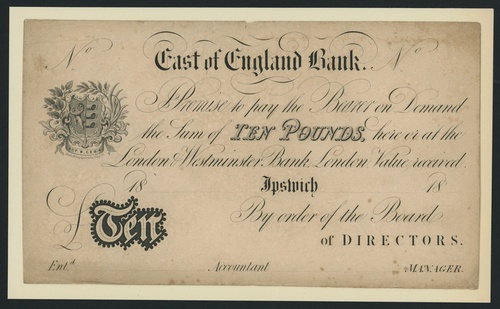 No No
East of England Bank.
I Promise to pay the Bearer on Demand
the Sum of TEN POUNDS, here or at the
London & Westminster Bank, London Value received
18 Ipswich 18
By order of the Board
£ Ten
of DIRECTORS.
Entd. Accountant MANAGER.